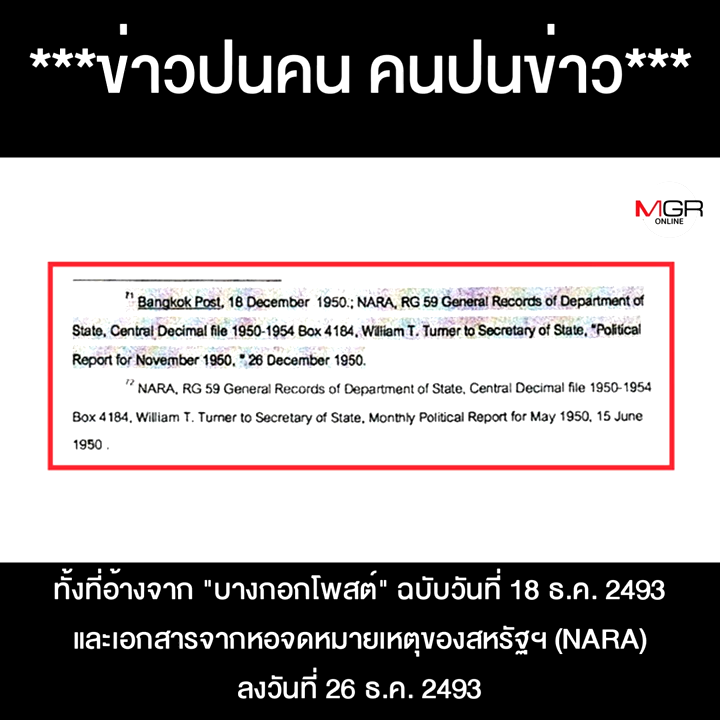 ***ข่าวปนคน คนปนข่าว***
MGR
ONLINE
71 Bangkok Post, 18 December 1950.; NARA, RG 59 General Records of Department of
State, Central Decimal file 1950-1954 Box 4184, William T. Turner to Secretary of State, "Political
Report for November 1950, " 26 December 1950.
72 NARA, RG 59 General Records of Department of State, Central Decimal file 1950-1954
Box 4184, William T. Turner to Secretary of State, Monthly Political Report for May 1950, 15 June
1950 .
ทั้งที่อ้างจาก "บางกอกโพสต์" ฉบับวันที่ 18 ธ.ค. 2493
และเอกสารจากหอจดหมายเหตุของสหรัฐฯ (NARA)
ลงวันที่ 26 ธ.ค. 2493